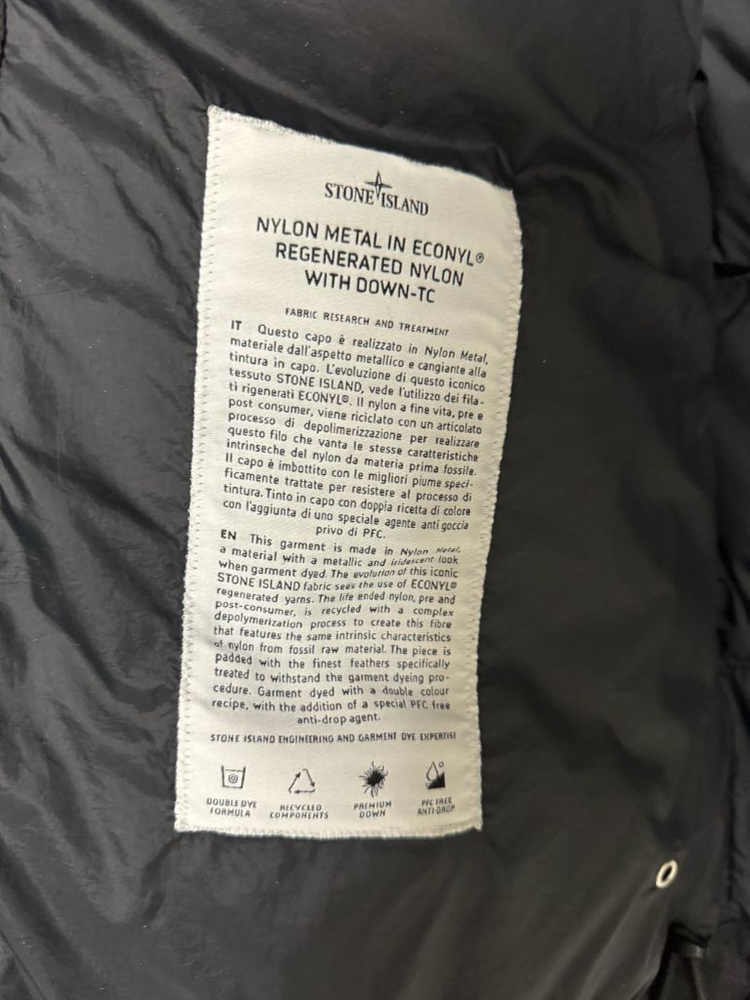 STONE ISLAND
NYLON METAL IN ECONYL®
REGENERATED NYLON
WITH DOWN-TC
FABRIC RESEARCH AND TREATMENT
IT Questo capo è realizzato in Nylon Metal,
materiale dall'aspetto metallico e cangiante alla
tintura in capo. L'evoluzione di questo iconico
tessuto STONE ISLAND, vede l'utilizzo dei fila-
ti rigenerati ECONYL®. Il nylon a fine vita, pre e
post consumer, viene riciclato con un articolato
processo di depolimerizzazione per realizzare
questo filo che vanta le stesse caratteristiche
intrinseche del nylon da materia prima fossile.
Il capo è imbottito con le migliori piume speci-
ficamente trattate per resistere al processo di
tintura. Tinto in capo con doppia ricetta di colore
con l'aggiunta di uno speciale agente anti goccia
privo di PFC.
EN This garment is made in Nylon Metal,
a material with a metallic and iridescent look
when garment dyed. The evolution of this iconic
STONE ISLAND fabric sees the use of ECONYL®
regenerated yarns. The life ended nylon, pre and
post-consumer, is recycled with a complex
depolymerization process to create this fibre
that features the same intrinsic characteristics
of nylon from fossil raw material. The piece is
padded with the finest feathers specifically
treated to withstand the garment dyeing pro-
cedure. Garment dyed with a double colour
recipe, with the addition of a special PFC free
anti-drop agent.
STONE ISLAND ENGINEERING AND GARMENT DYE EXPERTISE
DOUBLE DYE FORMULA
RECYCLED COMPONENTS
PREMIUM DOWN
PFC FREE ANTI-DROP